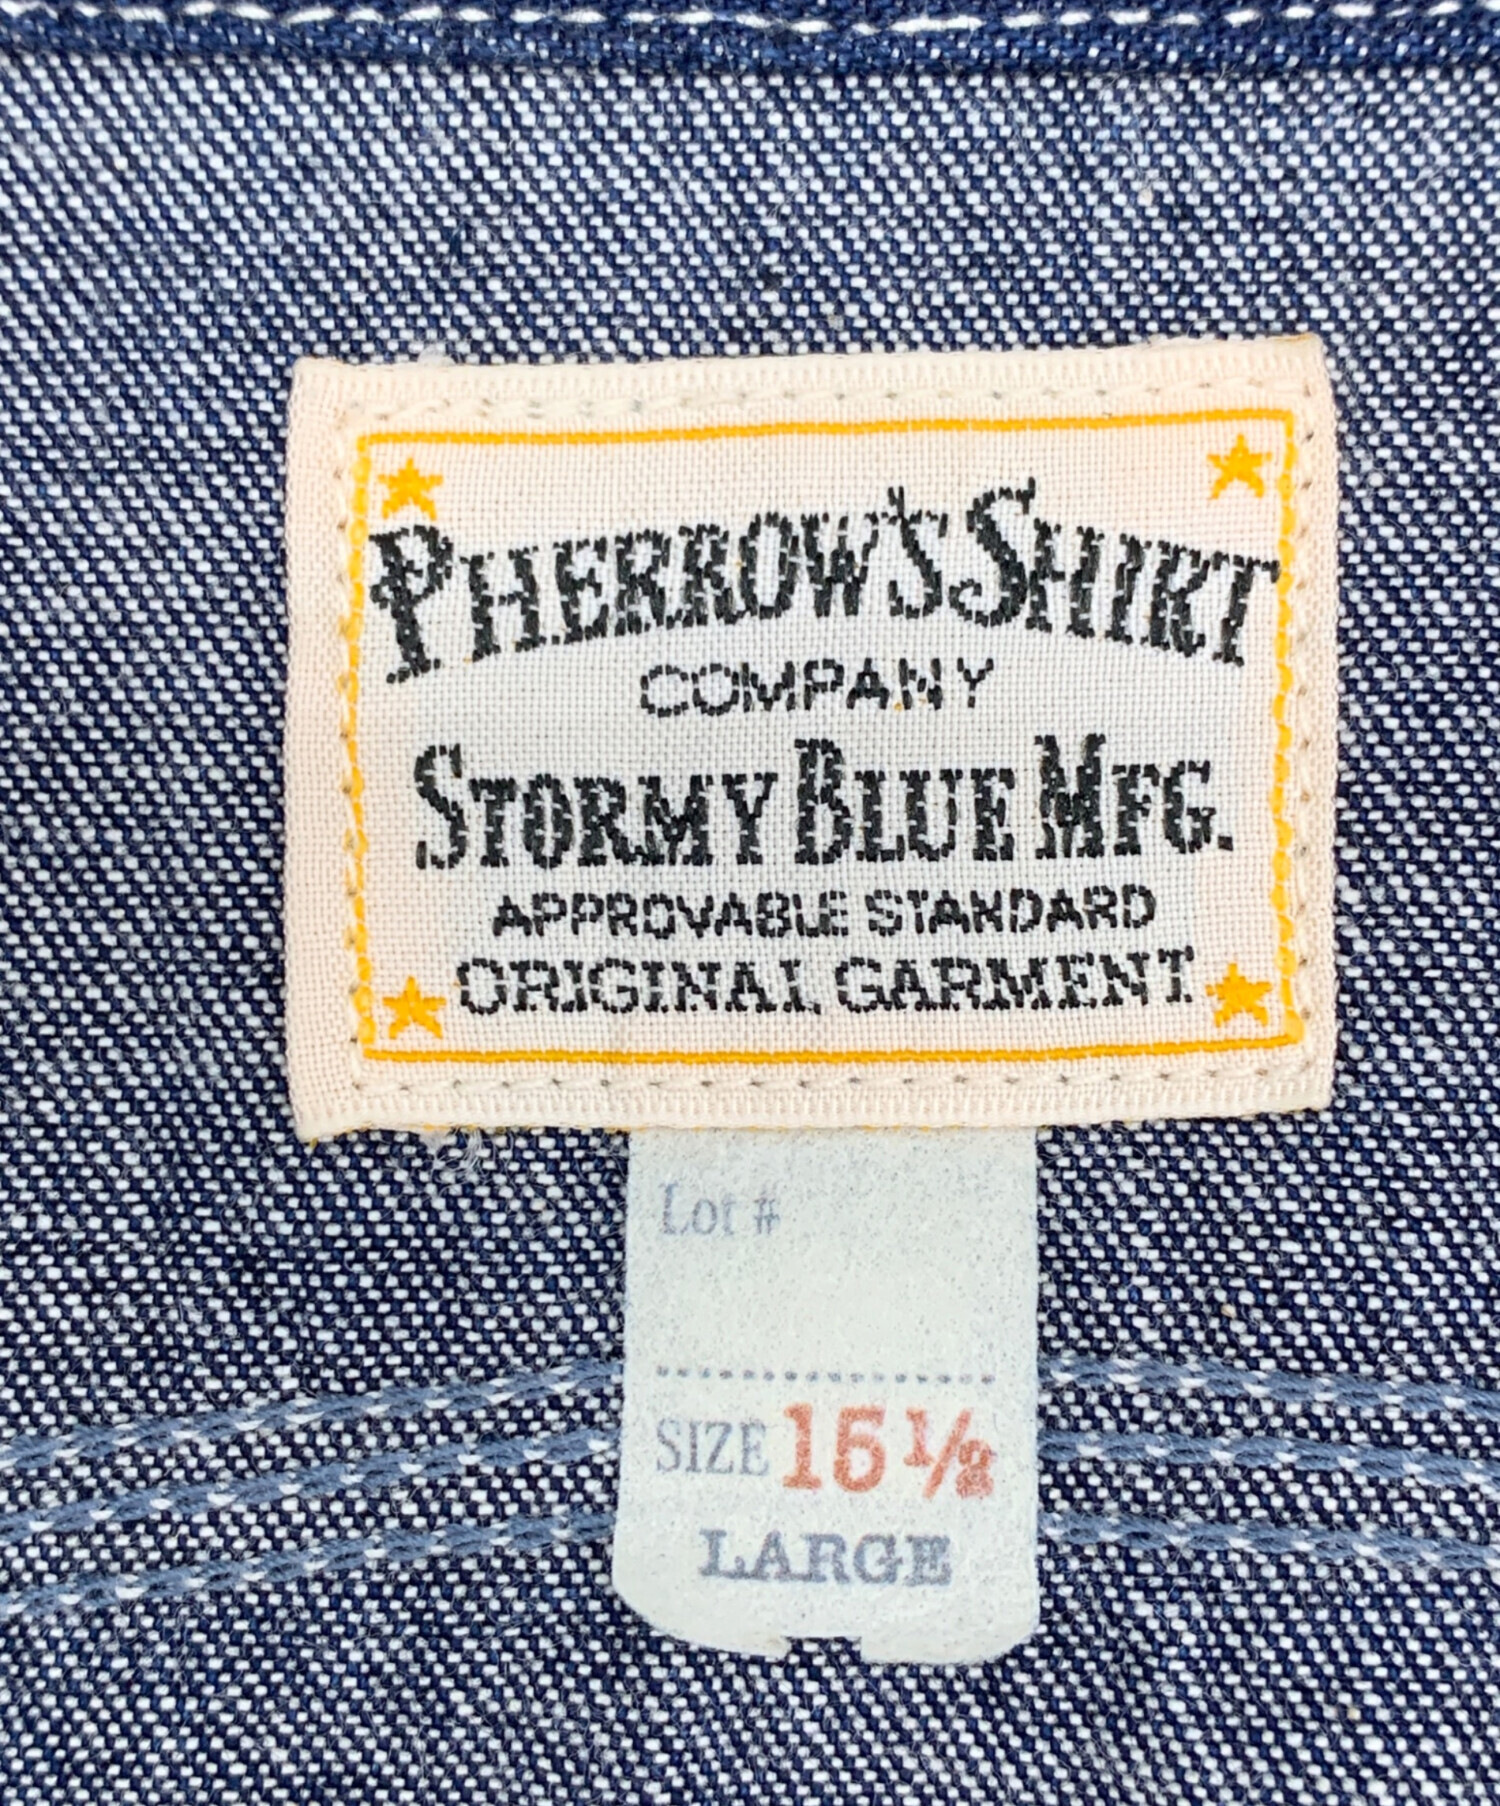 PHERROW'S SHIRT
COMPANY
STORMY BLUE MFG.
APPROVABLE STANDARD
ORIGINAL GARMENT
Lot #
SIZE 15 1/2
LARGE